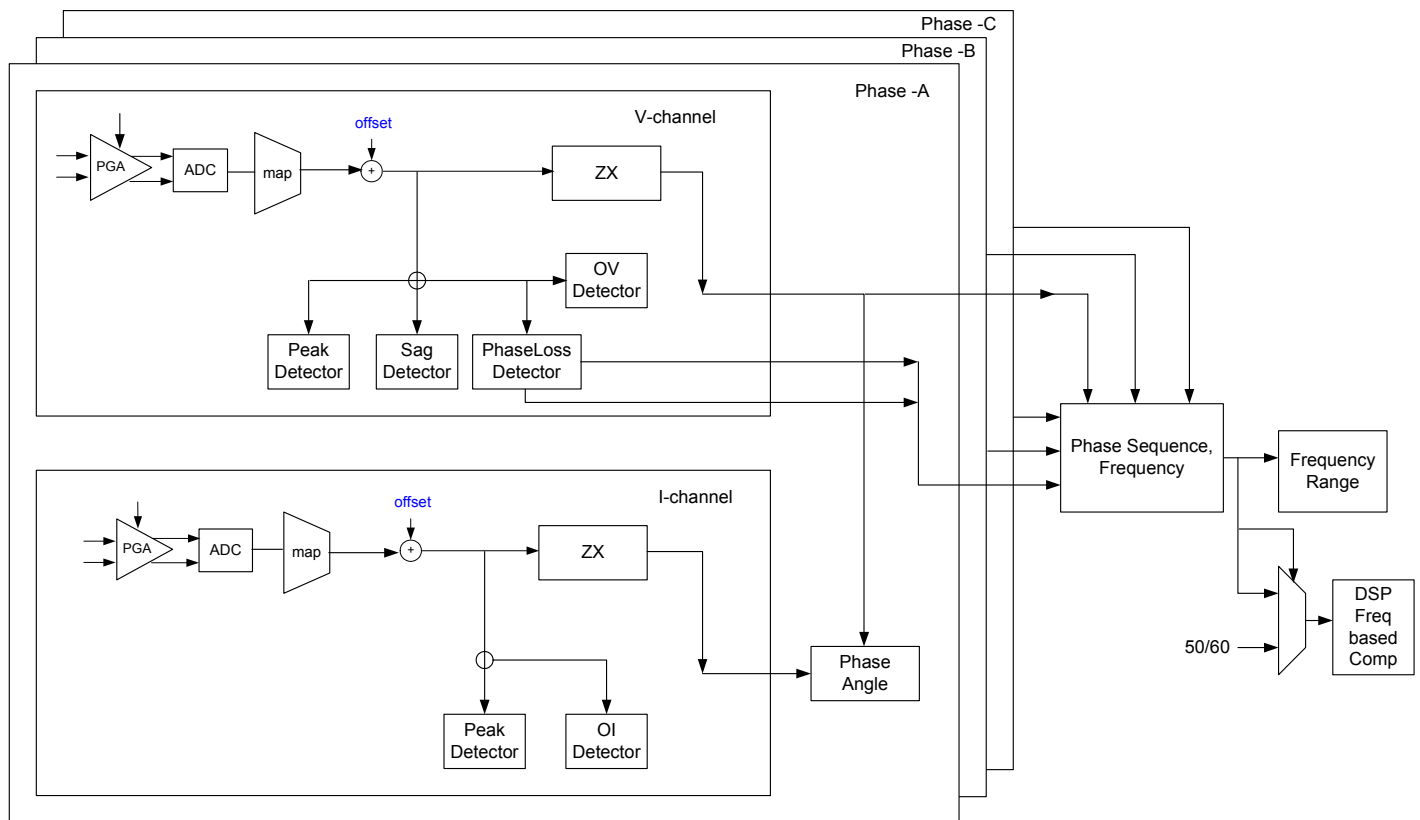 Phase -C
Phase -B
Phase -A
V-channel
offset
PGA
ADC
map
+
ZX
OV
Detector
Peak
Detector
Sag
Detector
PhaseLoss
Detector
Phase Sequence,
Frequency
Frequency
Range
I-channel
offset
PGA
ADC
map
+
ZX
DSP
Freq
based
Comp
50/60
Phase
Angle
Peak
Detector
OI
Detector